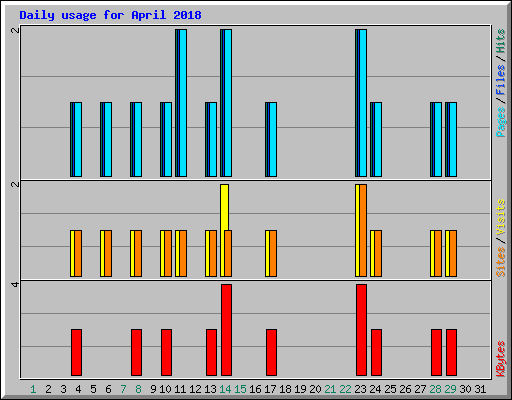 Daily usage for April 2018
2
2
4
Pages/Files/Hits
Sites/Visits
KBytes
1 2 3 4 5 6 7 8 9 10 11 12 13 14 15 16 17 18 19 20 21 22 23 24 25 26 27 28 29 30 31